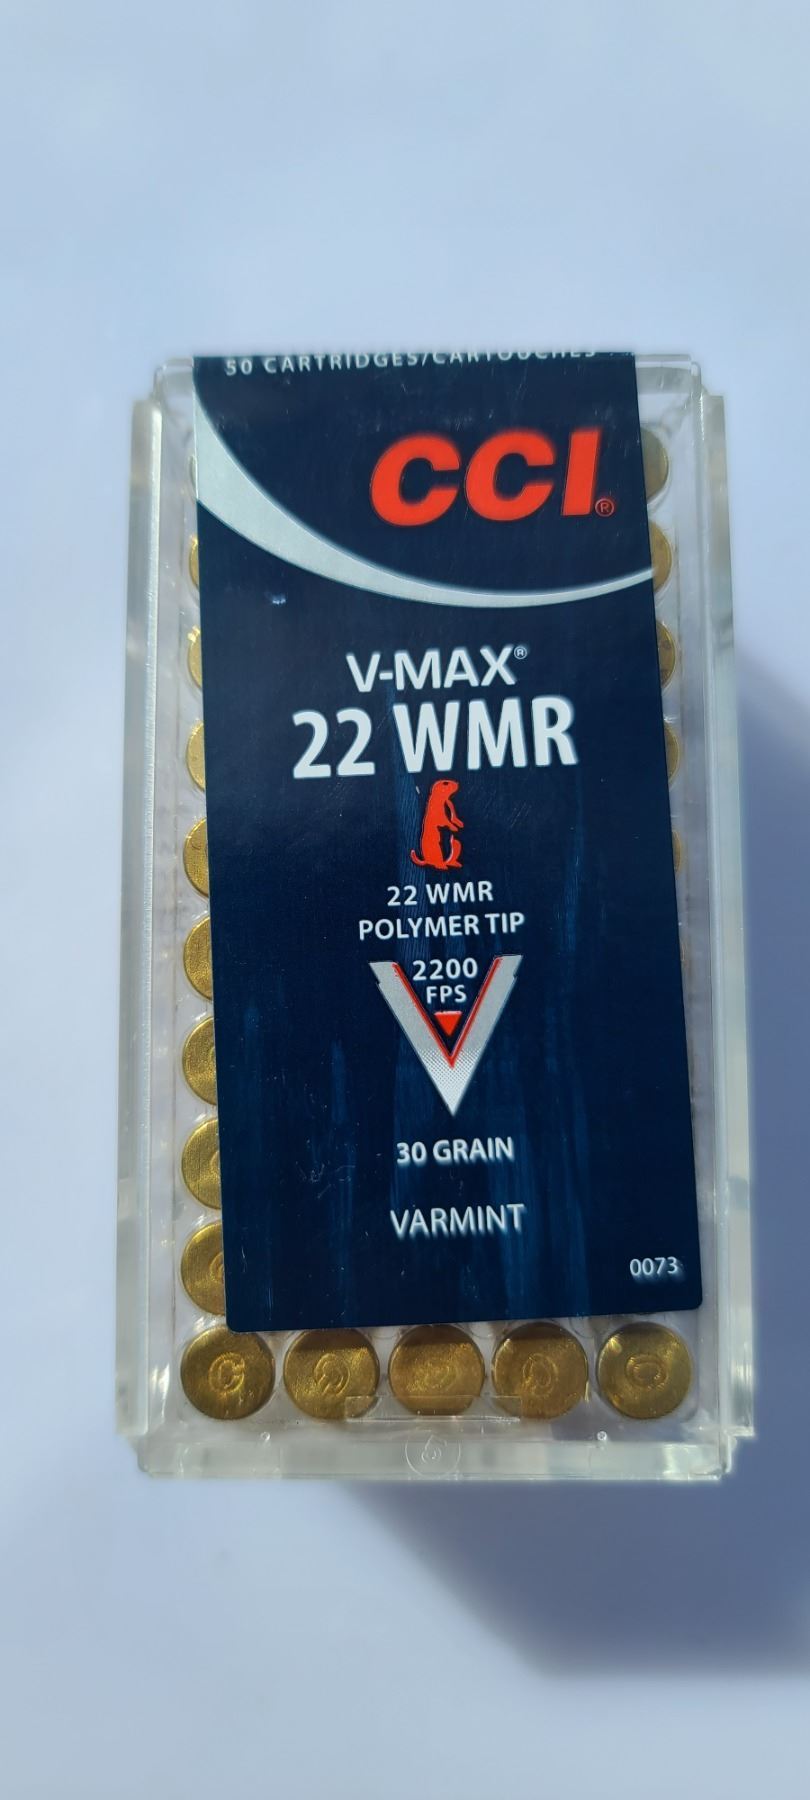 50 CARTRIDGES/CARTOUCHES
CCI®
V-MAX®
22 WMR
22 WMR
POLYMER TIP
2200
FPS
30 GRAIN
VARMINT
0073
C